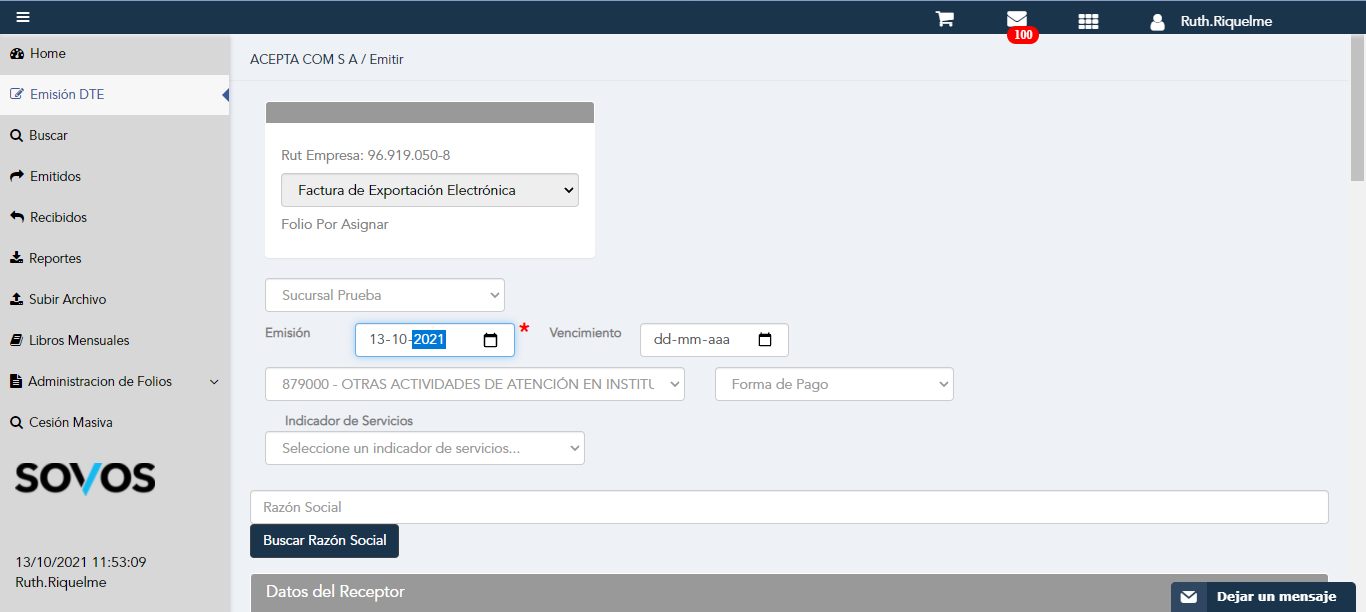 100
Ruth.Riquelme
Home
Emisión DTE
Buscar
Emitidos
Recibidos
Reportes
Subir Archivo
Libros Mensuales
Administracion de Folios
Cesión Masiva
SOVOS
13/10/2021 11:53:09
Ruth.Riquelme
ACEPTA COM S A / Emitir
Rut Empresa: 96.919.050-8
Factura de Exportación Electrónica
Folio Por Asignar
Sucursal Prueba
Emisión 13-10-2021 * Vencimiento dd-mm-aaa
879000 - OTRAS ACTIVIDADES DE ATENCIÓN EN INSTITU Forma de Pago
Indicador de Servicios
Seleccione un indicador de servicios...
Razón Social
Buscar Razón Social
Datos del Receptor
Dejar un mensaje